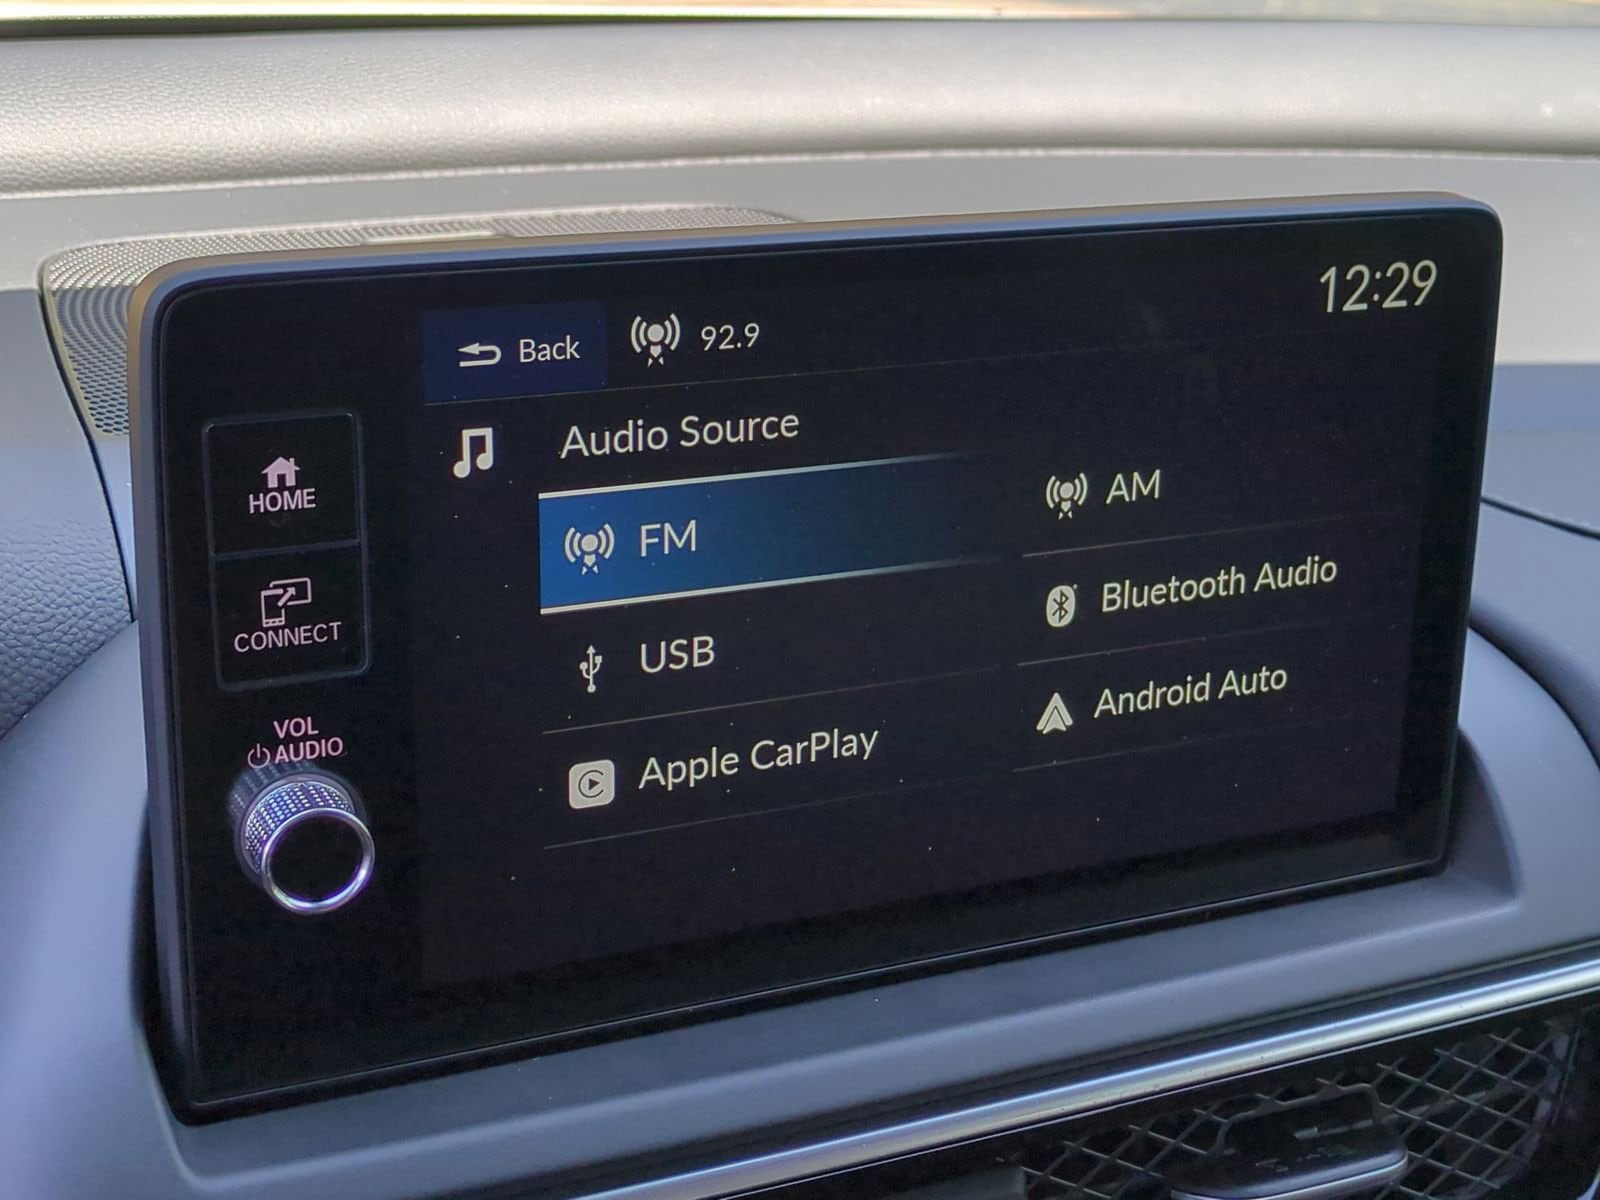 12:29
Back
92.9
Audio Source
HOME
FM
AM
CONNECT
USB
Bluetooth Audio
VOL
AUDIO
Apple CarPlay
Android Auto